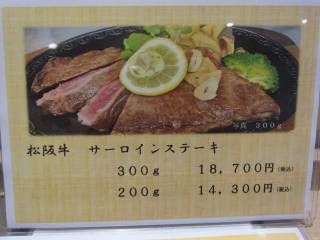 写真 300g
松阪牛 サーロインステーキ
300g 18,700円(税込)
200g 14,300円(税込)